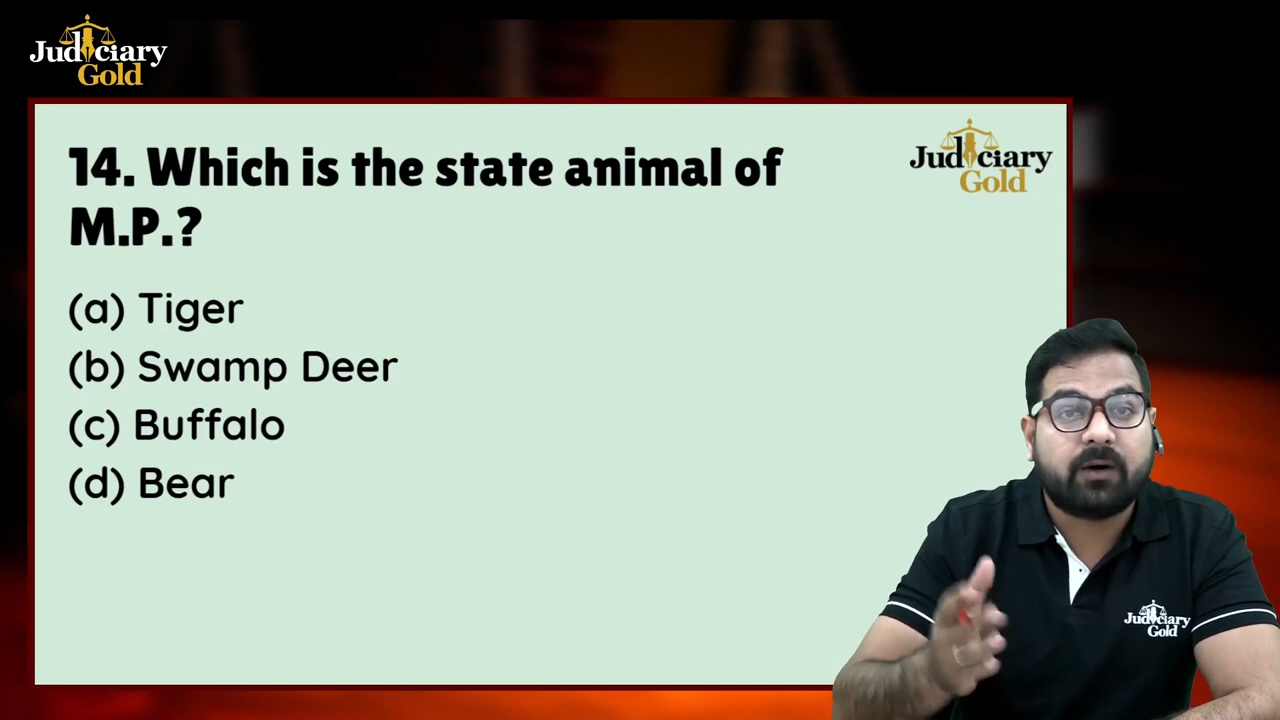 Judiciary
Gold
Judiciary
Gold
14. Which is the state animal of
M.P.?
(a) Tiger
(b) Swamp Deer
(c) Buffalo
(d) Bear
Judiciary
Gold